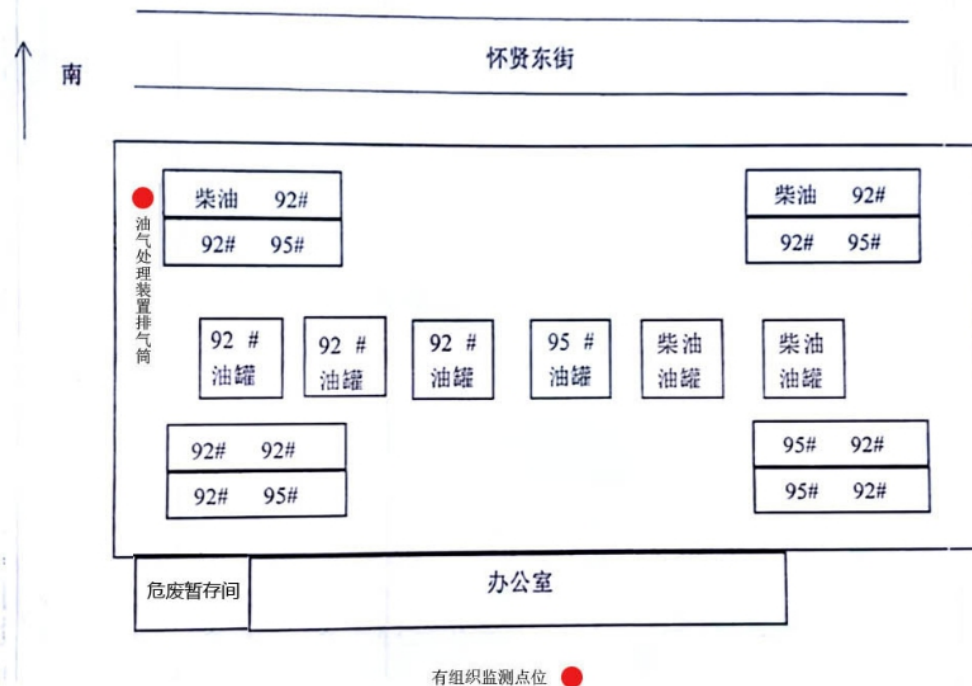 怀贤东街
南
柴油 92#
92# 95#
柴油 92#
92# 95#
油气处理装置排气筒
92 #
油罐
92 #
油罐
92 #
油罐
95 #
油罐
柴油
油罐
柴油
油罐
92# 92#
92# 95#
95# 92#
95# 92#
危废暂存间
办公室
有组织监测点位